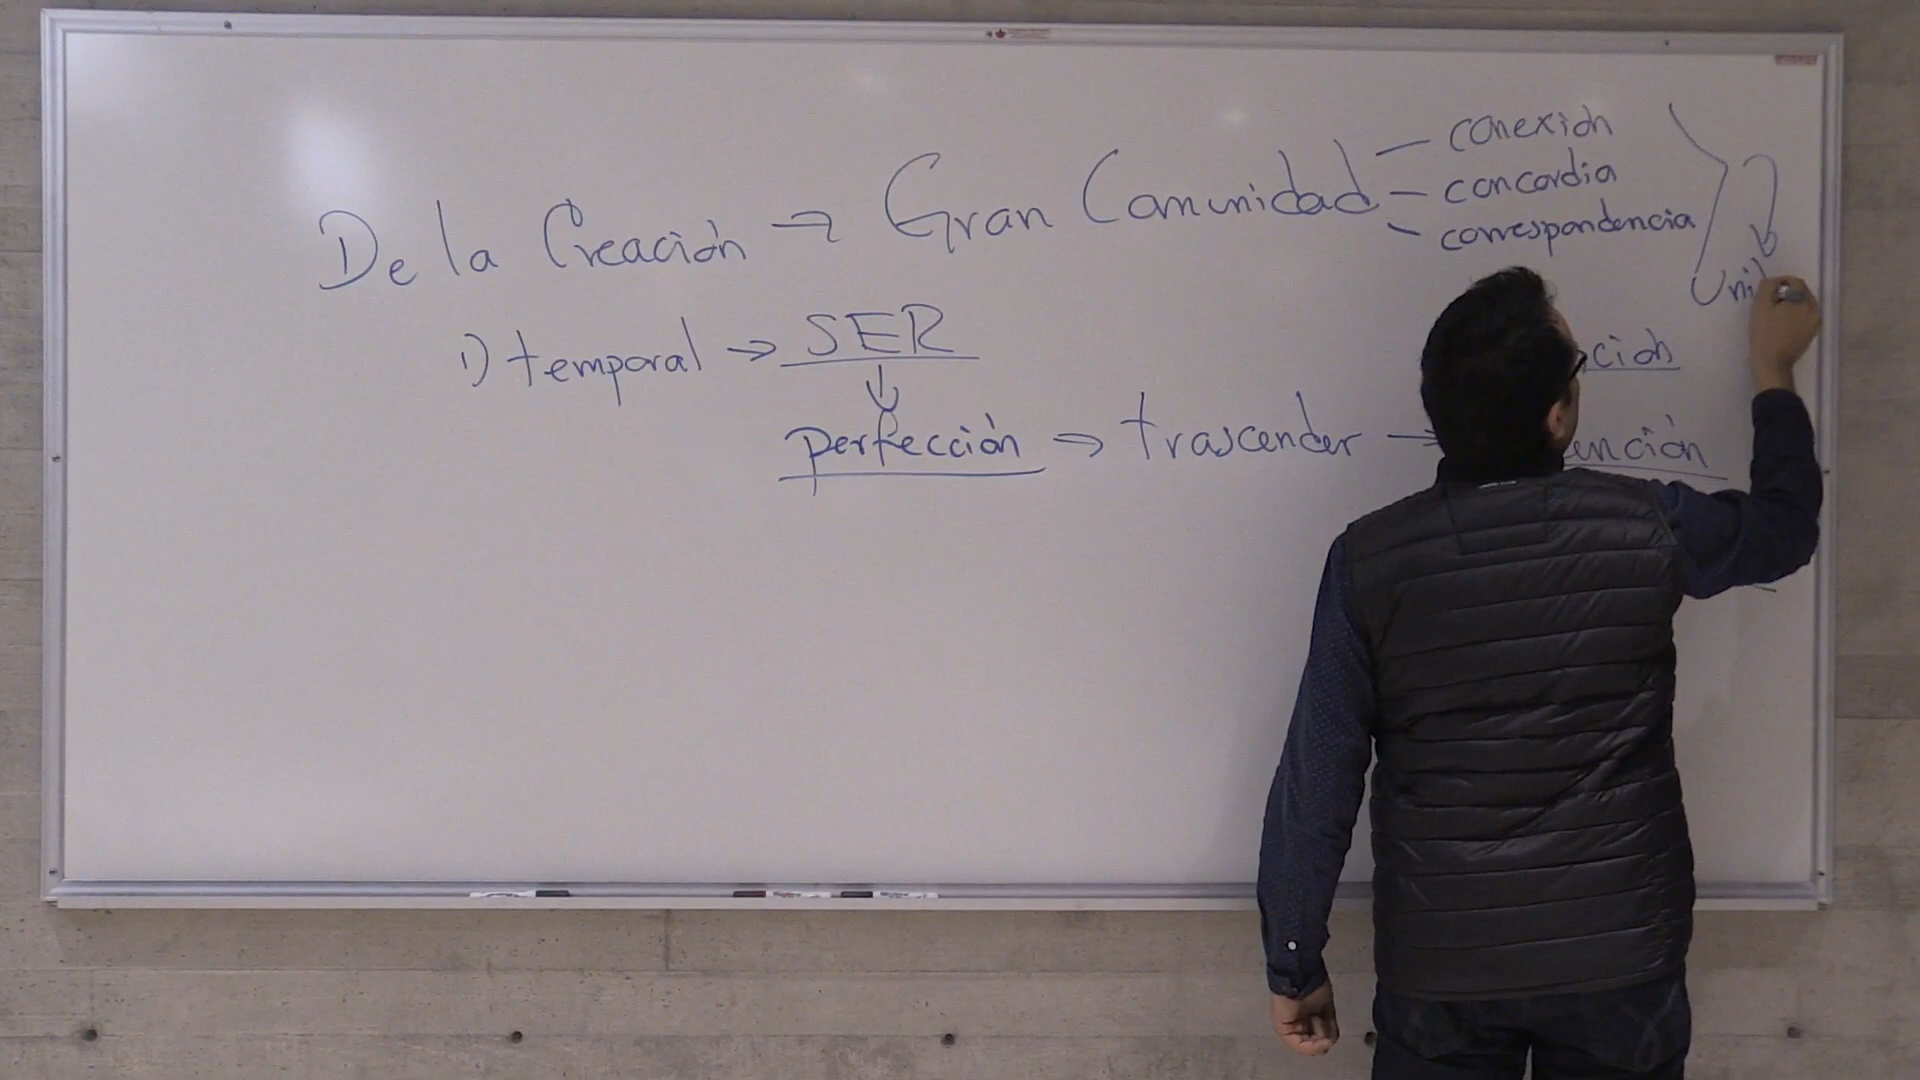 De la Creación → Gran Comunidad
- conexión
- concordia
- correspondencia
1) temporal → SER
perfección → trascender →